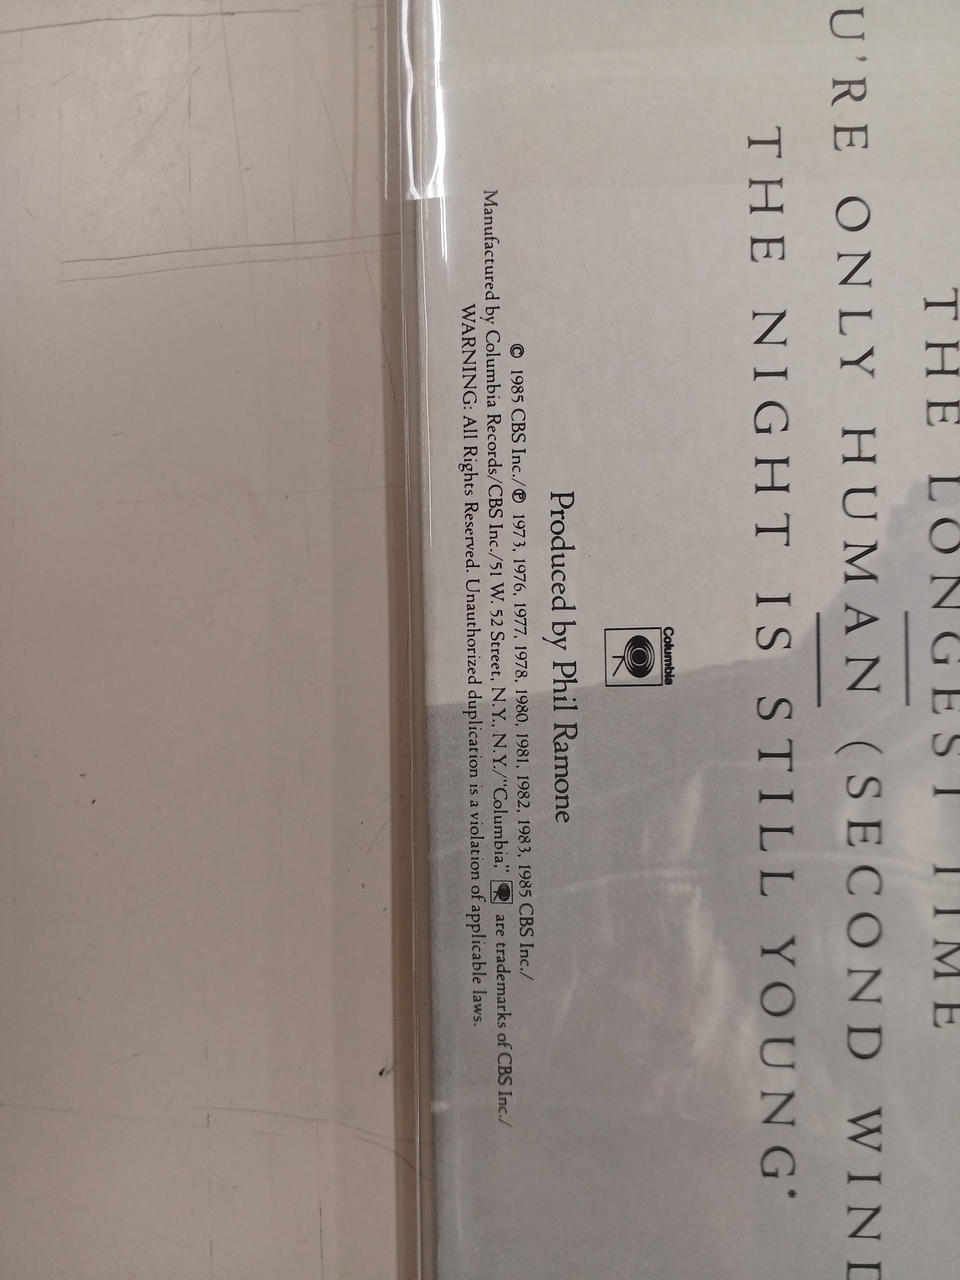 THE LONGEST TIME
U'RE ONLY HUMAN (SECOND WIND
THE NIGHT IS STILL YOUNG*
Columbia
Produced by Phil Ramone
© 1985 CBS Inc./℗ 1973, 1976, 1977, 1978, 1980, 1981, 1982, 1983, 1985 CBS Inc./
Manufactured by Columbia Records/CBS Inc./51 W. 52 Street, N.Y., N.Y./"Columbia," are trademarks of CBS Inc./
WARNING: All Rights Reserved. Unauthorized duplication is a violation of applicable laws.